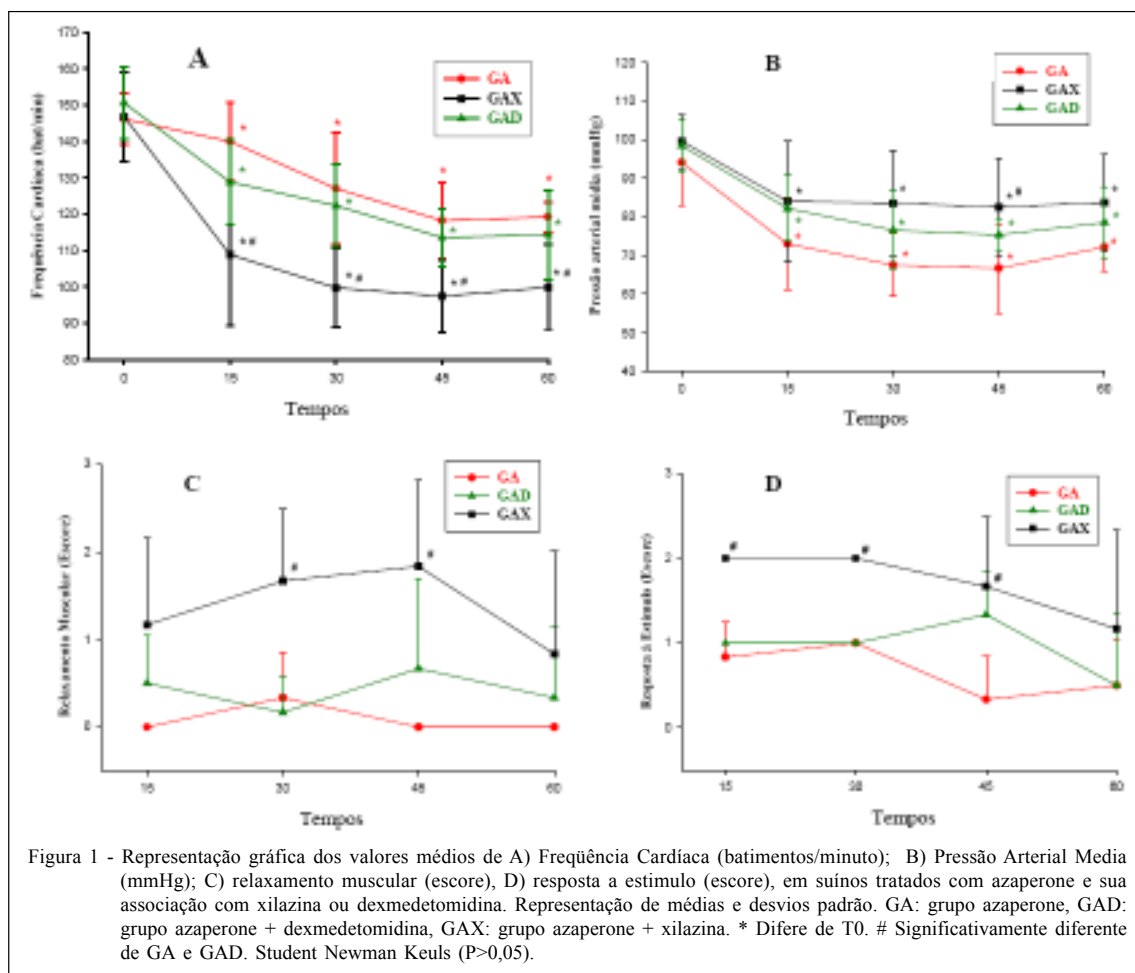 A
170
160
150
140
130
120
110
100
90
80
Frequência Cardíaca (bat/min)
GA
GAX
GAD
*
*
*
*
*
*
*
*
* #
* #
* #
* #
0
15
30
45
60
Tempos
B
120
110
100
90
80
70
60
50
40
Pressão arterial média (mmHg)
GA
GAX
GAD
*
*
* #
*
*
*
*
*
*
*
*
*
0
15
30
45
60
Tempos
C
3
2
1
0
Relaxamento Muscular (Escore)
GA
GAD
GAX
#
#
15
30
45
60
Tempos
D
3
2
1
0
Resposta à Estimulo (Escore)
GA
GAD
GAX
#
#
#
15
30
45
60
Tempos
Figura 1 - Representação gráfica dos valores médios de A) Freqüência Cardíaca (batimentos/minuto); B) Pressão Arterial Media
(mmHg); C) relaxamento muscular (escore), D) resposta a estimulo (escore), em suínos tratados com azaperone e sua
associação com xilazina ou dexmedetomidina. Representação de médias e desvios padrão. GA: grupo azaperone, GAD:
grupo azaperone + dexmedetomidina, GAX: grupo azaperone + xilazina. * Difere de T0. # Significativamente diferente
de GA e GAD. Student Newman Keuls (P>0,05).